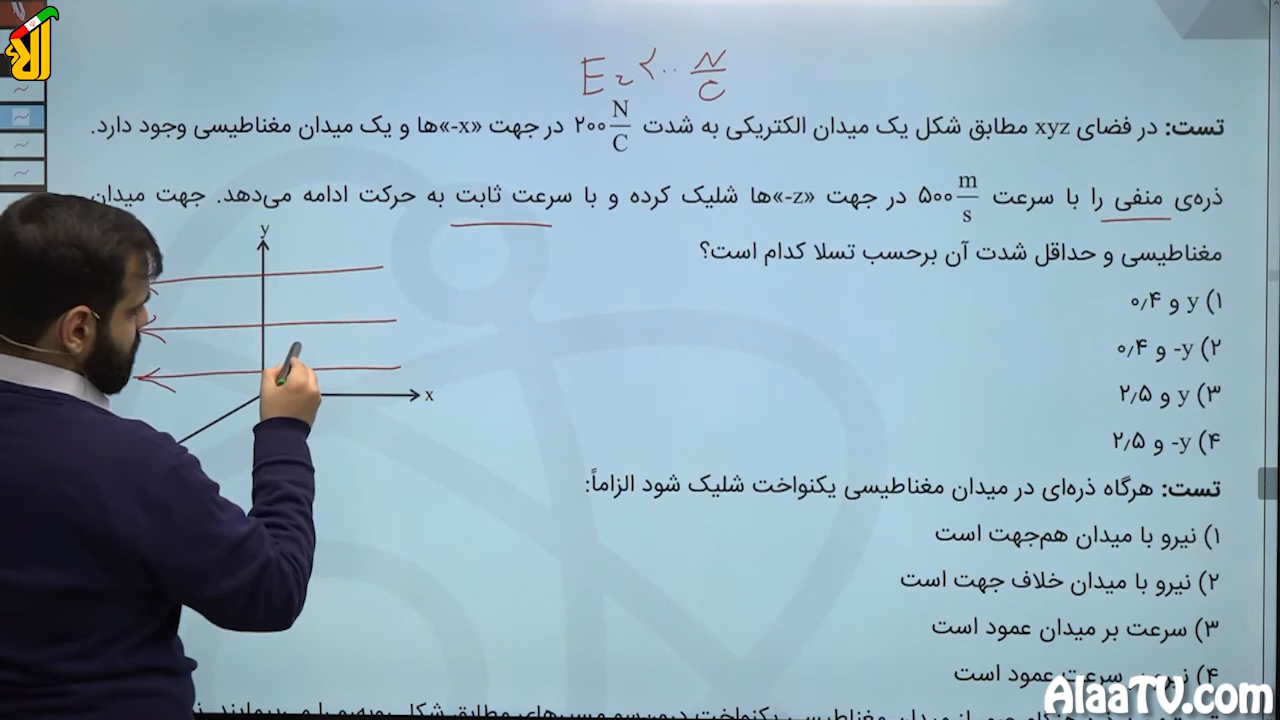 E = ۲۰۰ N/C
تست: در فضای xyz مطابق شکل یک میدان الکتریکی به شدت ۲۰۰ N/C در جهت «x-»ها و یک میدان مغناطیسی وجود دارد.
ذره‌ی منفی را با سرعت ۵۰۰ m/s در جهت «z-»ها شلیک کرده و با سرعت ثابت به حرکت ادامه می‌دهد. جهت میدان
مغناطیسی و حداقل شدت آن برحسب تسلا کدام است؟
۱) y و ۰٫۴
۲) y- و ۰٫۴
۳) y و ۲٫۵
۴) y- و ۲٫۵
y
x
تست: هرگاه ذره‌ای در میدان مغناطیسی یکنواخت شلیک شود الزاماً:
۱) نیرو با میدان هم‌جهت است
۲) نیرو با میدان خلاف جهت است
۳) سرعت بر میدان عمود است
۴) سرعت عمود است
AlaaTV.com